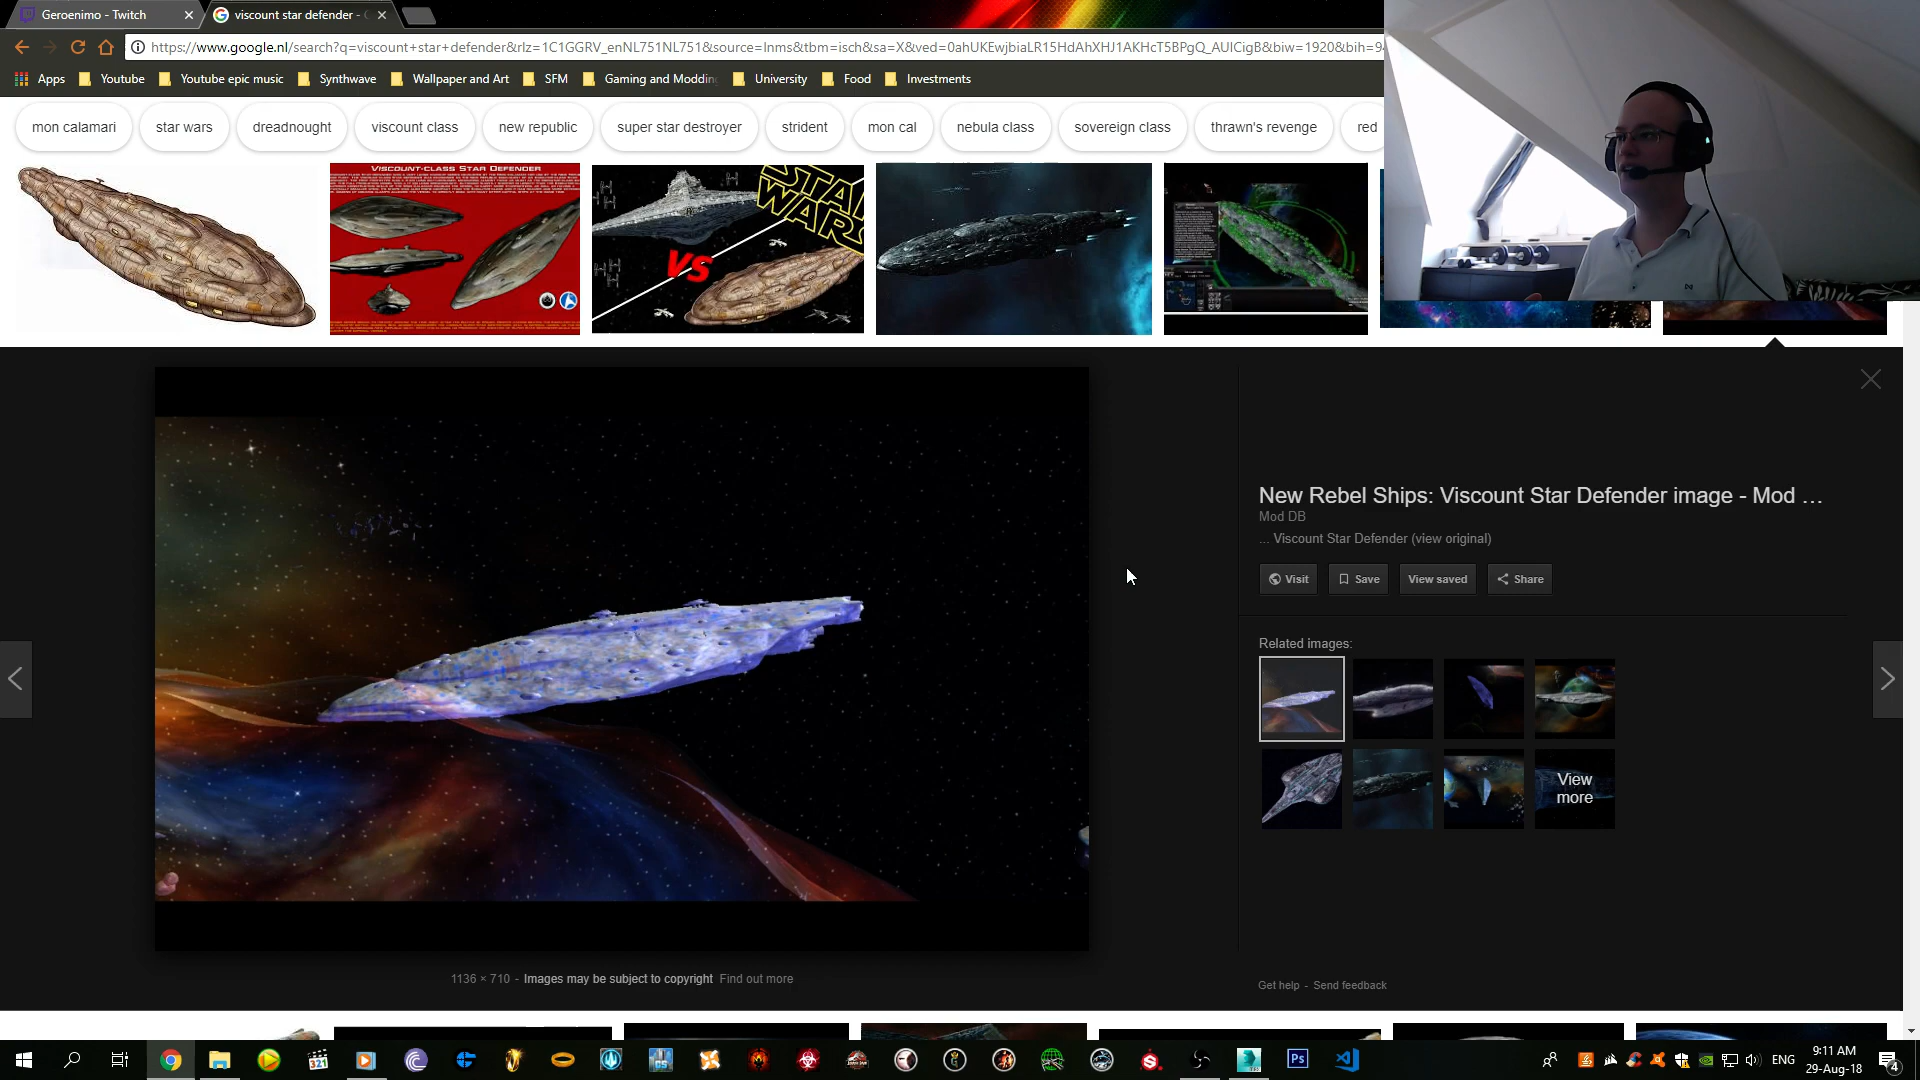 Geroenimo - Twitch
viscount star defender -
https://www.google.nl/search?q=viscount+star+defender&rlz=1C1GGRV_enNL751NL751&source=lnms&tbm=isch&sa=X&ved=0ahUKEwjbiaLR15HdAhXHJ1AKHcT5BPgQ_AUICigB&biw=1920&bih=9
Apps Youtube Youtube epic music Synthwave Wallpaper and Art SFM Gaming and Moddin University Food Investments
mon calamari star wars dreadnought viscount class new republic super star destroyer strident mon cal nebula class sovereign class thrawn's revenge red
VISCOUNT-CLASS STAR DEFENDER
STAR
WARS
VS
New Rebel Ships: Viscount Star Defender image - Mod ...
Mod DB
... Viscount Star Defender (view original)
Visit Save View saved Share
Related images:
View
more
1136 × 710 - Images may be subject to copyright Find out more
Get help - Send feedback
321
Ps
ENG
9:11 AM
29-Aug-18
4